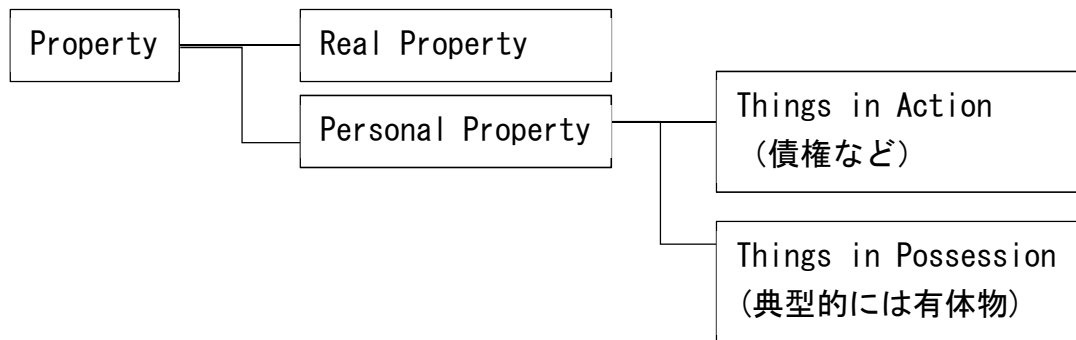 Property
Real Property
Personal Property
Things in Action
（債権など）
Things in Possession
(典型的には有体物)